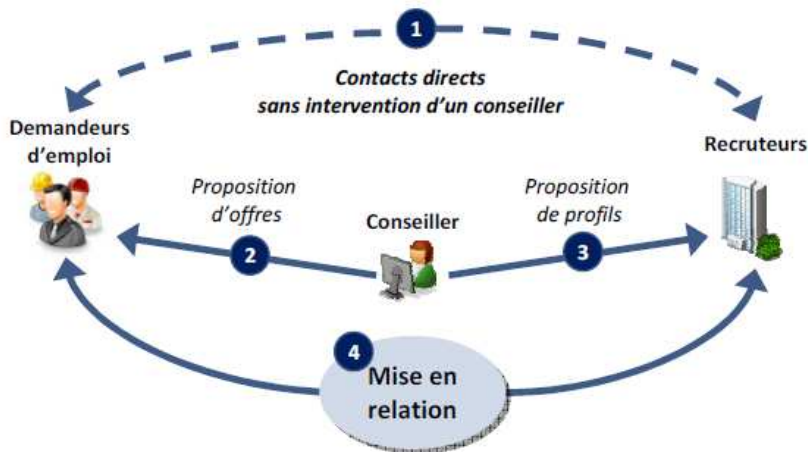 1
Contacts directs
sans intervention d'un conseiller
Demandeurs
d'emploi
Recruteurs
Proposition
d'offres
Conseiller
Proposition
de profils
2
3
4
Mise en
relation